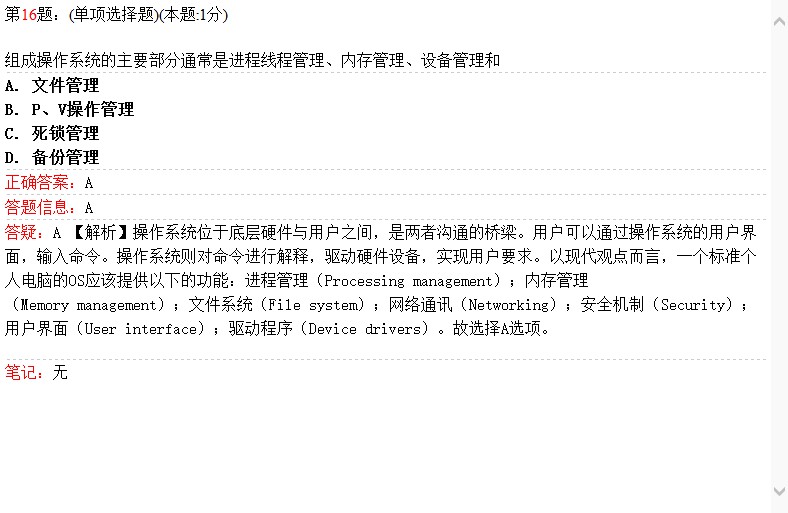 第16题：(单项选择题)(本题:1分)
组成操作系统的主要部分通常是进程线程管理、内存管理、设备管理和
A. 文件管理
B. P、V操作管理
C. 死锁管理
D. 备份管理
正确答案：A
答题信息：A
答疑：A 【解析】操作系统位于底层硬件与用户之间，是两者沟通的桥梁。用户可以通过操作系统的用户界
面，输入命令。操作系统则对命令进行解释，驱动硬件设备，实现用户要求。以现代观点而言，一个标准个
人电脑的OS应该提供以下的功能：进程管理（Processing management）；内存管理
（Memory management）；文件系统（File system）；网络通讯（Networking）；安全机制（Security）；
用户界面（User interface）；驱动程序（Device drivers）。故选择A选项。
笔记：无